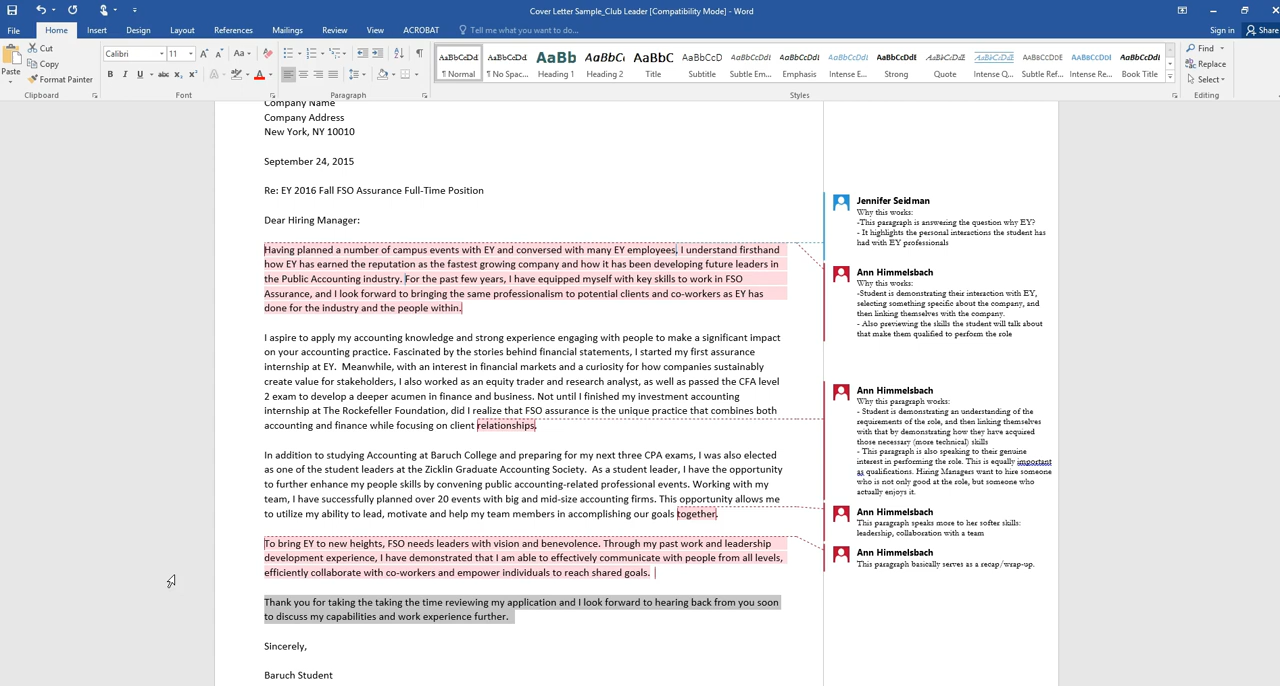 Cover Letter Sample_Club Leader [Compatibility Mode] - Word
File Home Insert Design Layout References Mailings Review View ACROBAT Tell me what you want to do... Sign in Share
Paste
Cut
Copy
Format Painter
Clipboard
Calibri 11
Font
Paragraph
AaBbCcDd AaBbCcDd AaBb AaBbCc AaBbC AaBbCcD AaBbCcDdI AaBbCcDdI AaBbCcDdI AaBbCcDdE AaBbCcDdE AaBbCcDdI AABBCCDDE AABBCCDDI AaBbCcDdI
¶ Normal ¶ No Spac... Heading 1 Heading 2 Title Subtitle Subtle Em... Emphasis Intense E... Strong Quote Intense Q... Subtle Ref... Intense Re... Book Title
Styles
Find
Replace
Select
Editing
Company Name
Company Address
New York, NY 10010
September 24, 2015
Re: EY 2016 Fall FSO Assurance Full-Time Position
Dear Hiring Manager:
Having planned a number of campus events with EY and conversed with many EY employees, I understand firsthand
how EY has earned the reputation as the fastest growing company and how it has been developing future leaders in
the Public Accounting industry. For the past few years, I have equipped myself with key skills to work in FSO
Assurance, and I look forward to bringing the same professionalism to potential clients and co-workers as EY has
done for the industry and the people within.
I aspire to apply my accounting knowledge and strong experience engaging with people to make a significant impact
on your accounting practice. Fascinated by the stories behind financial statements, I started my first assurance
internship at EY.  Meanwhile, with an interest in financial markets and a curiosity for how companies sustainably
create value for stakeholders, I also worked as an equity trader and research analyst, as well as passed the CFA level
2 exam to develop a deeper acumen in finance and business. Not until I finished my investment accounting
internship at The Rockefeller Foundation, did I realize that FSO assurance is the unique practice that combines both
accounting and finance while focusing on client relationships.
In addition to studying Accounting at Baruch College and preparing for my next three CPA exams, I was also elected
as one of the student leaders at the Zicklin Graduate Accounting Society.  As a student leader, I have the opportunity
to further enhance my people skills by convening public accounting-related professional events. Working with my
team, I have successfully planned over 20 events with big and mid-size accounting firms. This opportunity allows me
to utilize my ability to lead, motivate and help my team members in accomplishing our goals together.
To bring EY to new heights, FSO needs leaders with vision and benevolence. Through my past work and leadership
development experience, I have demonstrated that I am able to effectively communicate with people from all levels,
efficiently collaborate with co-workers and empower individuals to reach shared goals.
Thank you for taking the taking the time reviewing my application and I look forward to hearing back from you soon
to discuss my capabilities and work experience further.
Sincerely,
Baruch Student
Jennifer Seidman
Why this works:
-This paragraph is answering the question why EY?
- It highlights the personal interactions the student has
had with EY professionals
Ann Himmelsbach
Why this works:
-Student is demonstrating their interaction with EY,
selecting something specific about the company, and
then linking themselves with the company.
- Also previewing the skills the student will talk about
that make them qualified to perform the role
Ann Himmelsbach
Why this paragraph works:
- Student is demonstrating an understanding of the
requirements of the role, and then linking themselves
with that by demonstrating how they have acquired
those necessary (more technical) skills
- This paragraph is also speaking to their genuine
interest in performing the role. This is equally important
as qualifications. Hiring Managers want to hire someone
who is not only good at the role, but someone who
actually enjoys it.
Ann Himmelsbach
This paragraph speaks more to her softer skills:
leadership, collaboration with a team
Ann Himmelsbach
This paragraph basically serves as a recap/wrap-up.